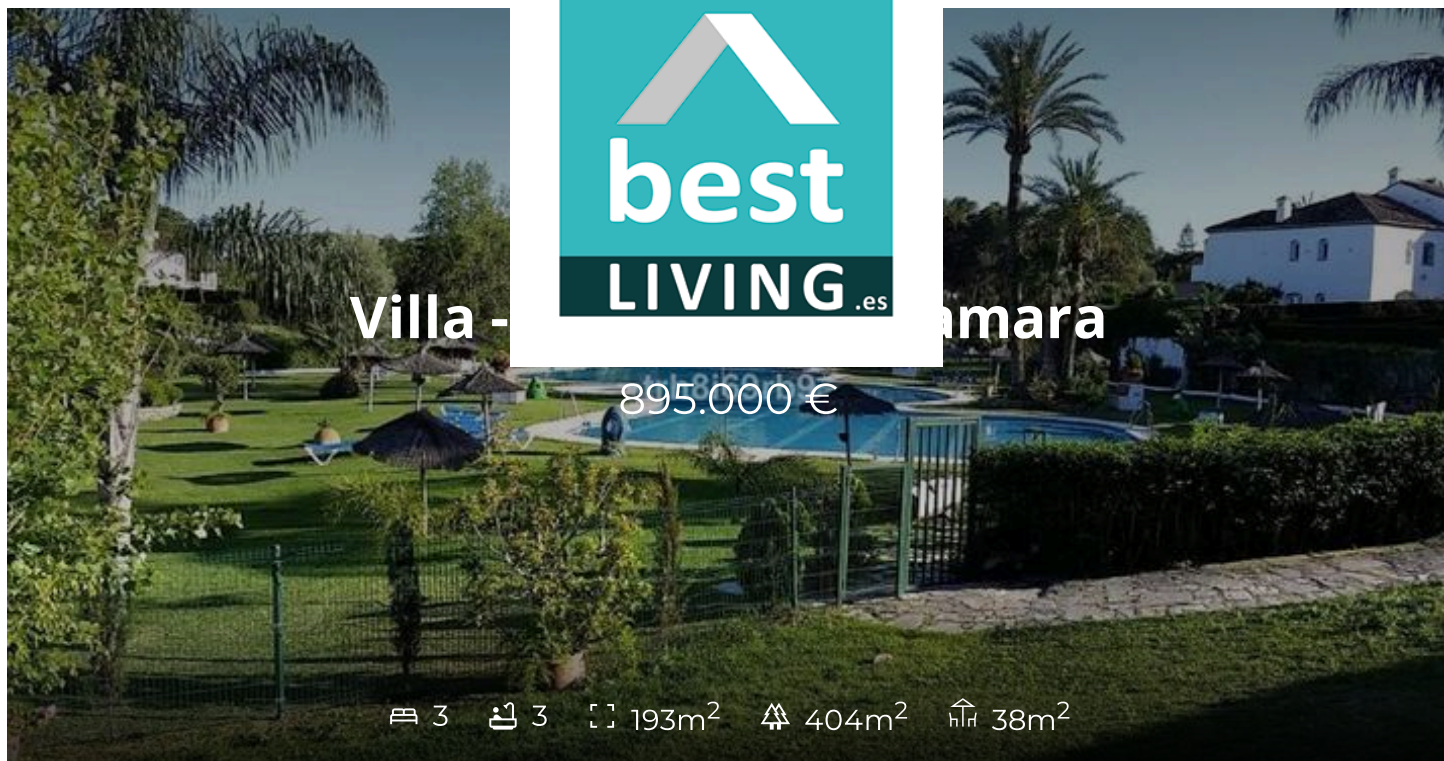 best
LIVING.es
Villa - amara
895.000 €
3 3 193m² 404m² 38m²